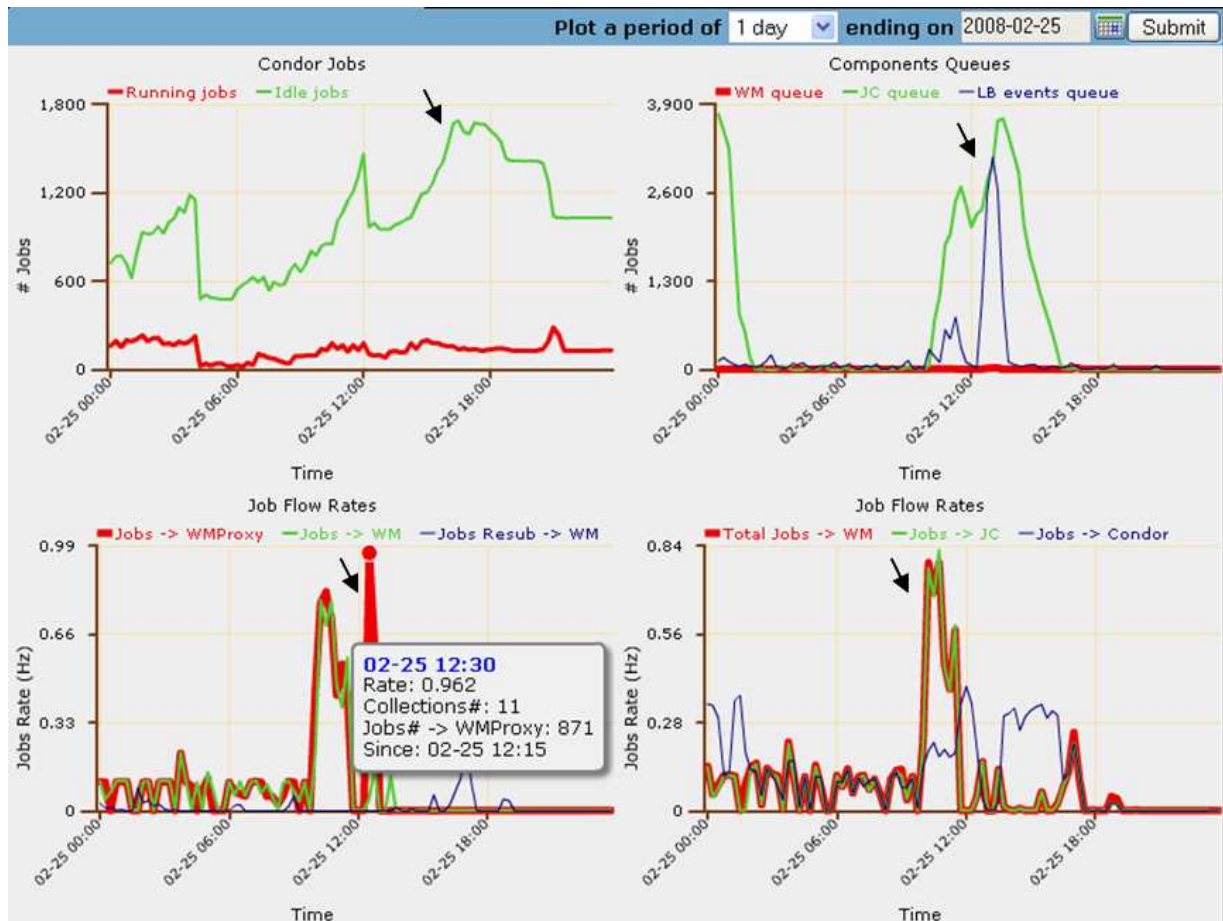 Plot a period of 1 day ending on 2008-02-25 Submit
Condor Jobs
Running jobs Idle jobs
1,800
1,200
600
0
# Jobs
02-25 00:00
02-25 06:00
02-25 12:00
02-25 18:00
Time
Components Queues
WM queue JC queue LB events queue
3,900
2,600
1,300
0
# Jobs
02-25 00:00
02-25 06:00
02-25 12:00
02-25 18:00
Time
Job Flow Rates
Jobs -> WMProxy Jobs -> WM Jobs Resub -> WM
0.99
0.66
0.33
0
Jobs Rate (Hz)
02-25 12:30
Rate: 0.962
Collections#: 11
Jobs# -> WMProxy: 871
Since: 02-25 12:15
02-25 00:00
02-25 06:00
02-25 12:00
02-25 18:00
Time
Job Flow Rates
Total Jobs -> WM Jobs -> JC Jobs -> Condor
0.84
0.56
0.28
0
Jobs Rate (Hz)
02-25 00:00
02-25 06:00
02-25 12:00
02-25 18:00
Time